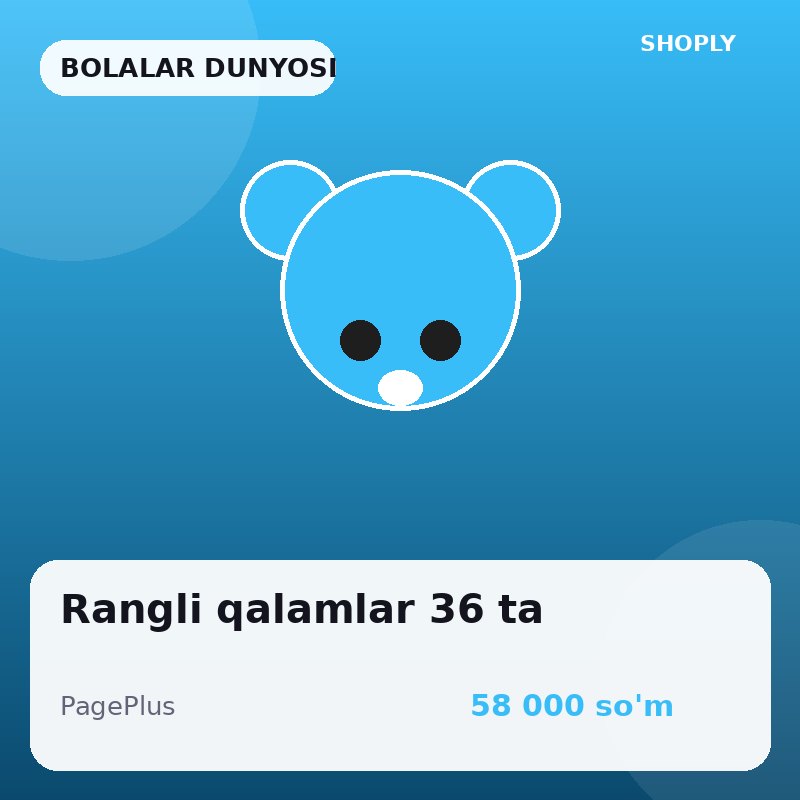 BOLALAR DUNYOSI
SHOPLY
Rangli qalamlar 36 ta
PagePlus
58 000 so'm